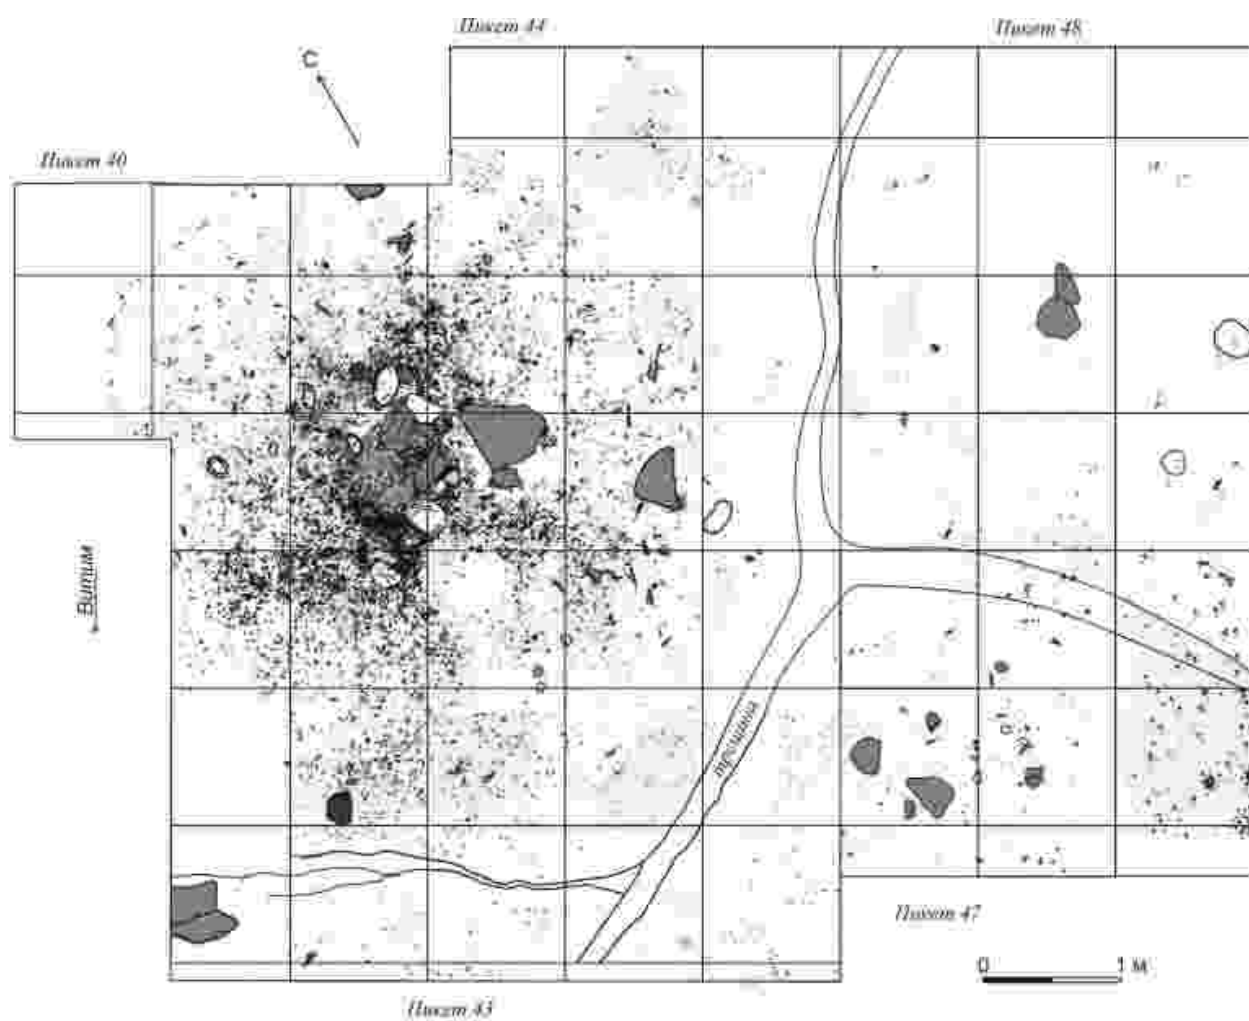 Пикет 44
Пикет 48
С
Пикет 40
Витим
трещина
Пикет 47
0 1 м
Пикет 43